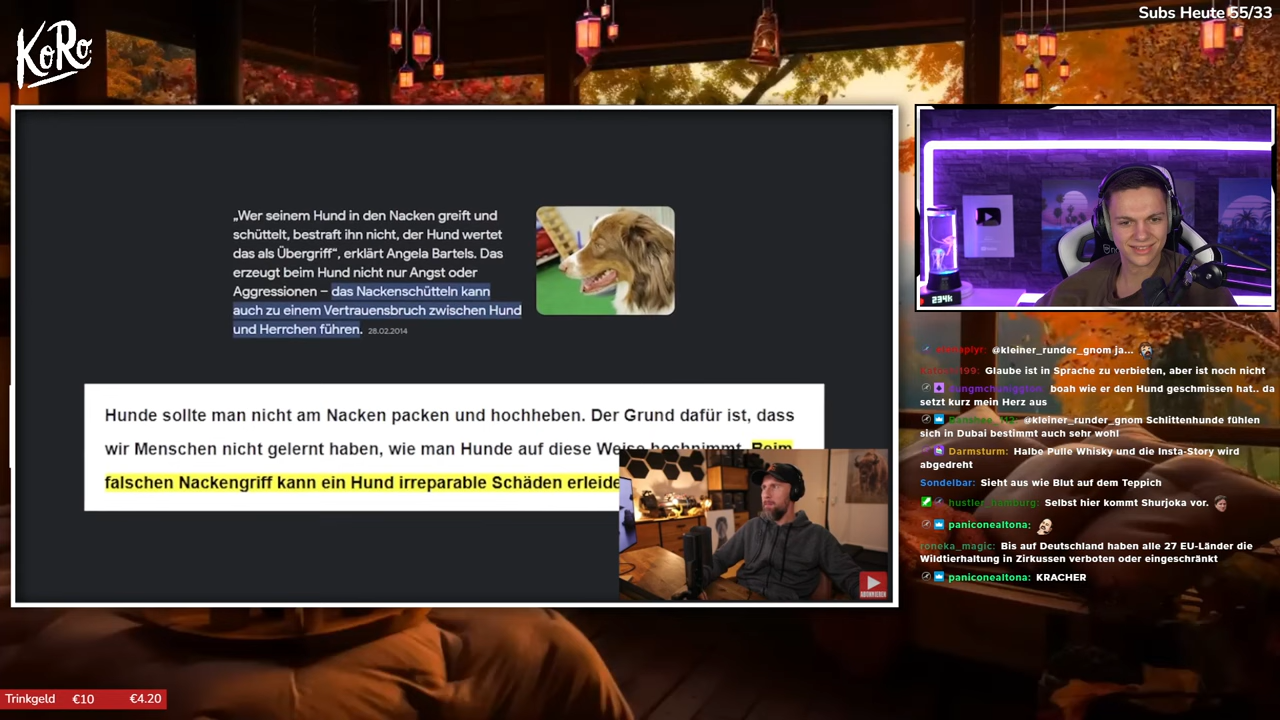 KoRo
Subs Heute 55/33
„Wer seinem Hund in den Nacken greift und
schüttelt, bestraft ihn nicht, der Hund wertet
das als Übergriff“, erklärt Angela Bartels. Das
erzeugt beim Hund nicht nur Angst oder
Aggressionen – das Nackenschütteln kann
auch zu einem Vertrauensbruch zwischen Hund
und Herrchen führen. 28.02.2014
Hunde sollte man nicht am Nacken packen und hochheben. Der Grund dafür ist, dass
wir Menschen nicht gelernt haben, wie man Hunde auf diese Weise
falschen Nackengriff kann ein Hund irreparable Schäden
ABONNIEREN
234k
@kleiner_runder_gnom ja...
Glaube ist in Sprache zu verbieten, aber ist noch nicht
boah wie er den Hund geschmissen hat.. da
setzt kurz mein Herz aus
@kleiner_runder_gnom Schlittenhunde fühlen
sich in Dubai bestimmt auch sehr wohl
Darmsturm: Halbe Pulle Whisky und die Insta-Story wird
abgedreht
Sondelbar: Sieht aus wie Blut auf dem Teppich
hustler_hamburg: Selbst hier kommt Shurjoka vor.
paniconealtona:
roneka_magic: Bis auf Deutschland haben alle 27 EU-Länder die
Wildtierhaltung in Zirkussen verboten oder eingeschränkt
paniconealtona: KRACHER
Trinkgeld €10 €4.20